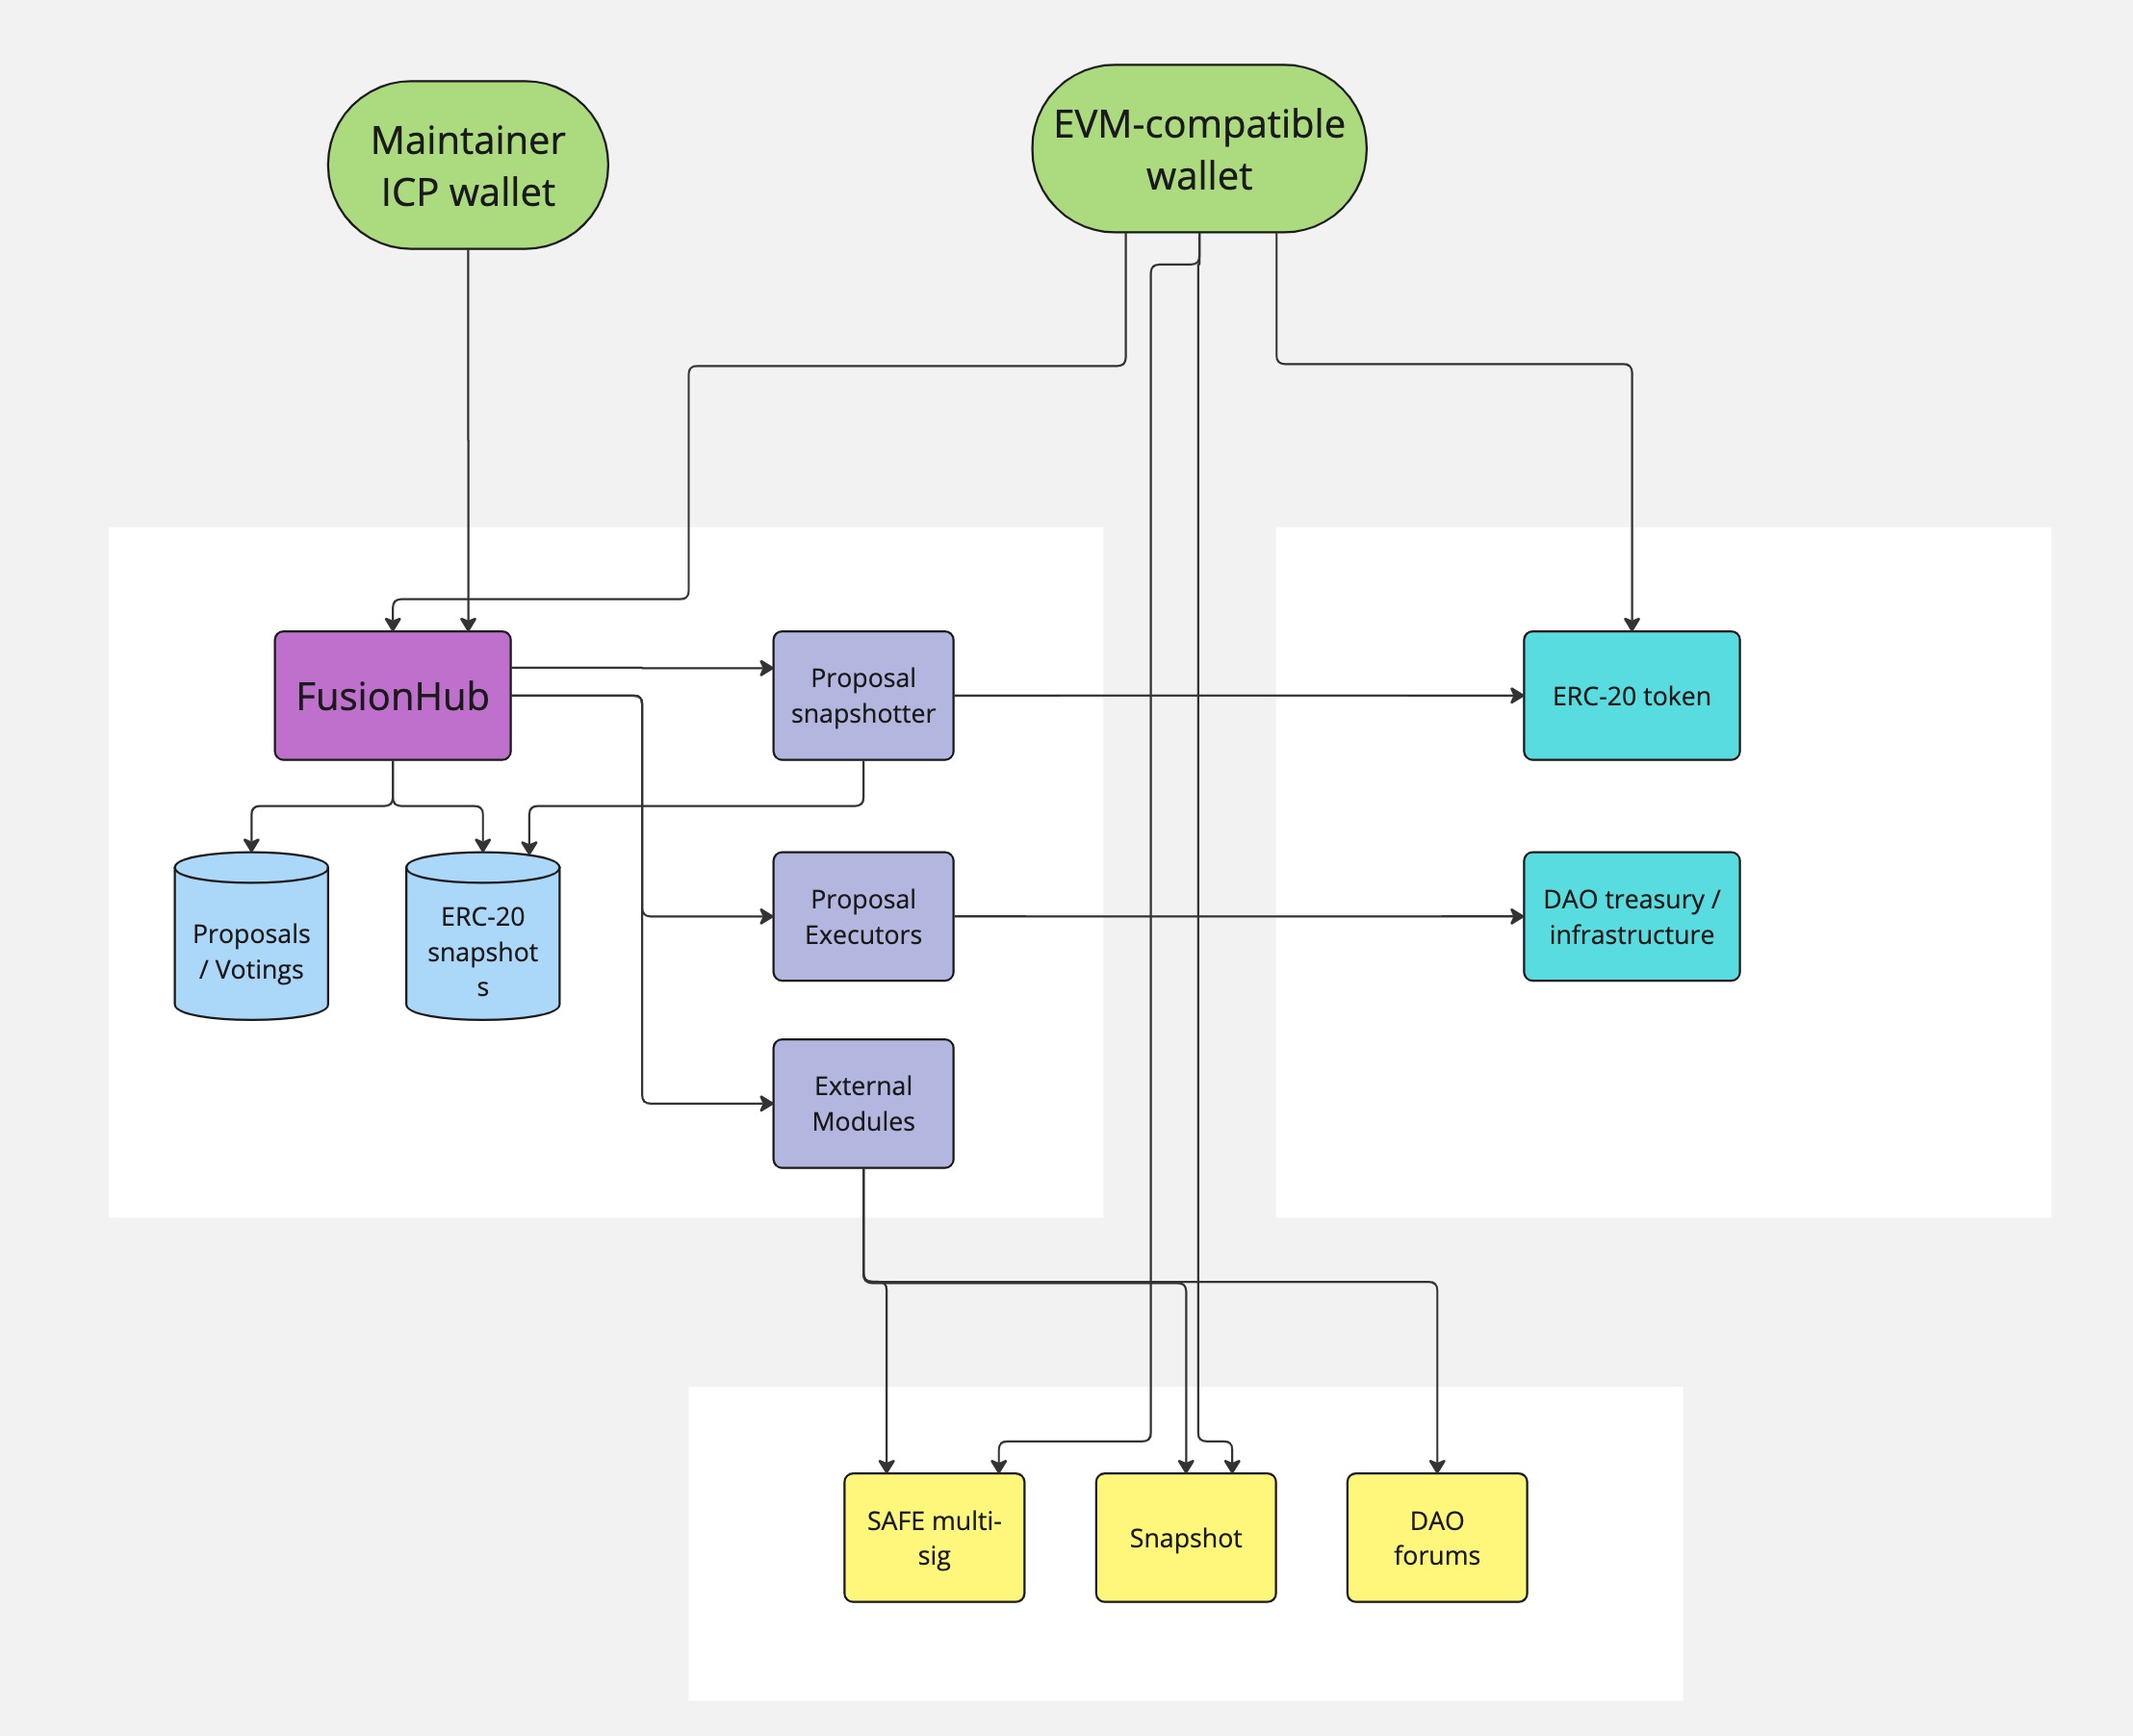 Maintainer
ICP wallet
EVM-compatible
wallet
FusionHub
Proposal
snapshotter
ERC-20 token
Proposals
/ Votings
ERC-20
snapshot
s
Proposal
Executors
DAO treasury /
infrastructure
External
Modules
SAFE multi-
sig
Snapshot
DAO
forums